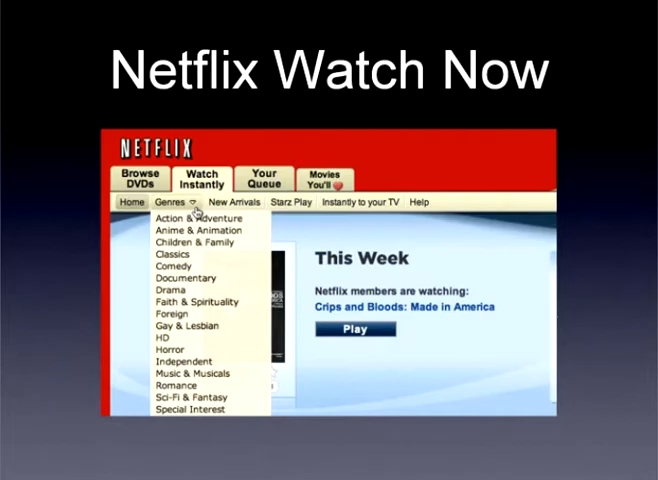 Netflix Watch Now
NETFLIX
Browse DVDs
Watch Instantly
Your Queue
Movies You'll
Home Genres New Arrivals Starz Play Instantly to your TV Help
Action & Adventure
Anime & Animation
Children & Family
Classics
Comedy
Documentary
Drama
Faith & Spirituality
Foreign
Gay & Lesbian
HD
Horror
Independent
Music & Musicals
Romance
Sci-Fi & Fantasy
Special Interest
This Week
Netflix members are watching:
Crips and Bloods: Made in America
Play